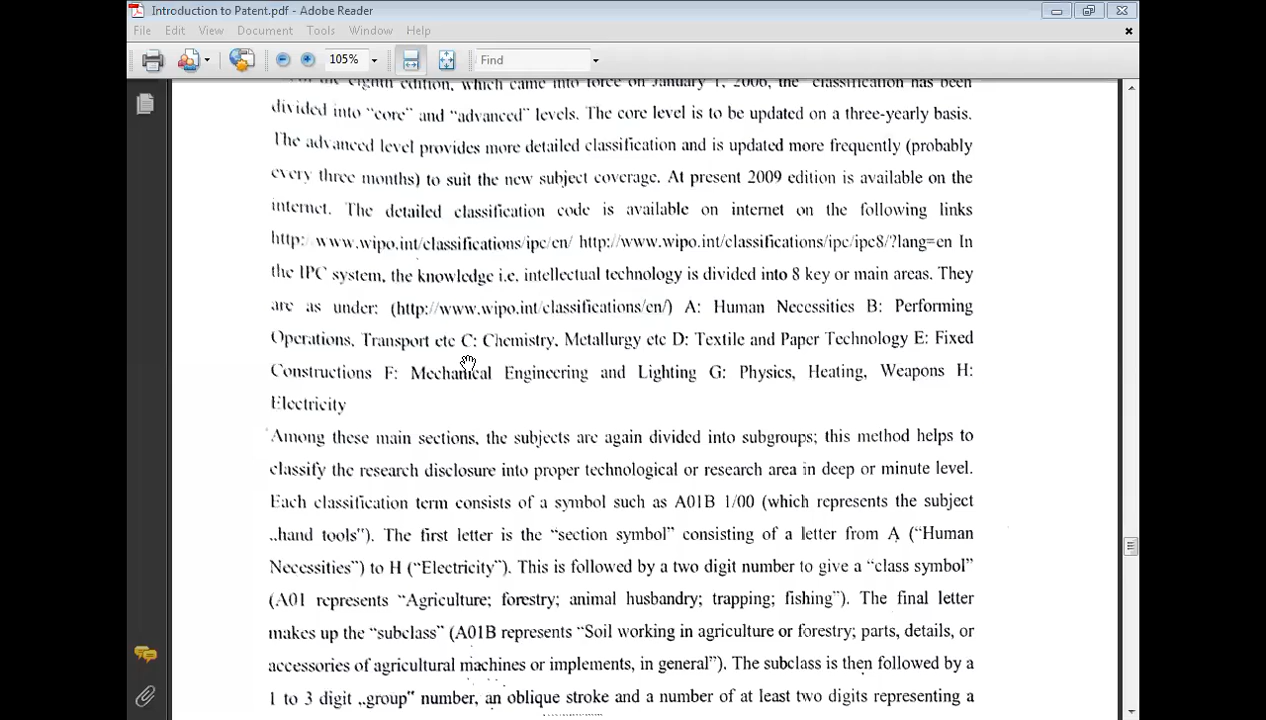 Introduction to Patent.pdf - Adobe Reader
File Edit View Document Tools Window Help
105% Find
the eighth edition, which came into force on January 1, 2006, the classification has been
divided into “core” and “advanced” levels. The core level is to be updated on a three-yearly basis.
The advanced level provides more detailed classification and is updated more frequently (probably
every three months) to suit the new subject coverage. At present 2009 edition is available on the
internet. The detailed classification code is available on internet on the following links
http: www.wipo.int/classifications/ipc/en/ http://www.wipo.int/classifications/ipc/ipc8/?lang=en In
the IPC system, the knowledge i.e. intellectual technology is divided into 8 key or main areas. They
are as under: (http://www.wipo.int/classifications/en/) A: Human Necessities B: Performing
Operations, Transport etc C: Chemistry, Metallurgy etc D: Textile and Paper Technology E: Fixed
Constructions F: Mechanical Engineering and Lighting G: Physics, Heating, Weapons H:
Electricity
Among these main sections, the subjects are again divided into subgroups; this method helps to
classify the research disclosure into proper technological or research area in deep or minute level.
Each classification term consists of a symbol such as A01B 1/00 (which represents the subject
„hand tools"). The first letter is the “section symbol” consisting of a letter from A (“Human
Necessities”) to H (“Electricity”). This is followed by a two digit number to give a “class symbol”
(A01 represents “Agriculture; forestry; animal husbandry; trapping; fishing”). The final letter
makes up the “subclass” (A01B represents “Soil working in agriculture or forestry; parts, details, or
accessories of agricultural machines or implements, in general”). The subclass is then followed by a
1 to 3 digit „group" number, an oblique stroke and a number of at least two digits representing a